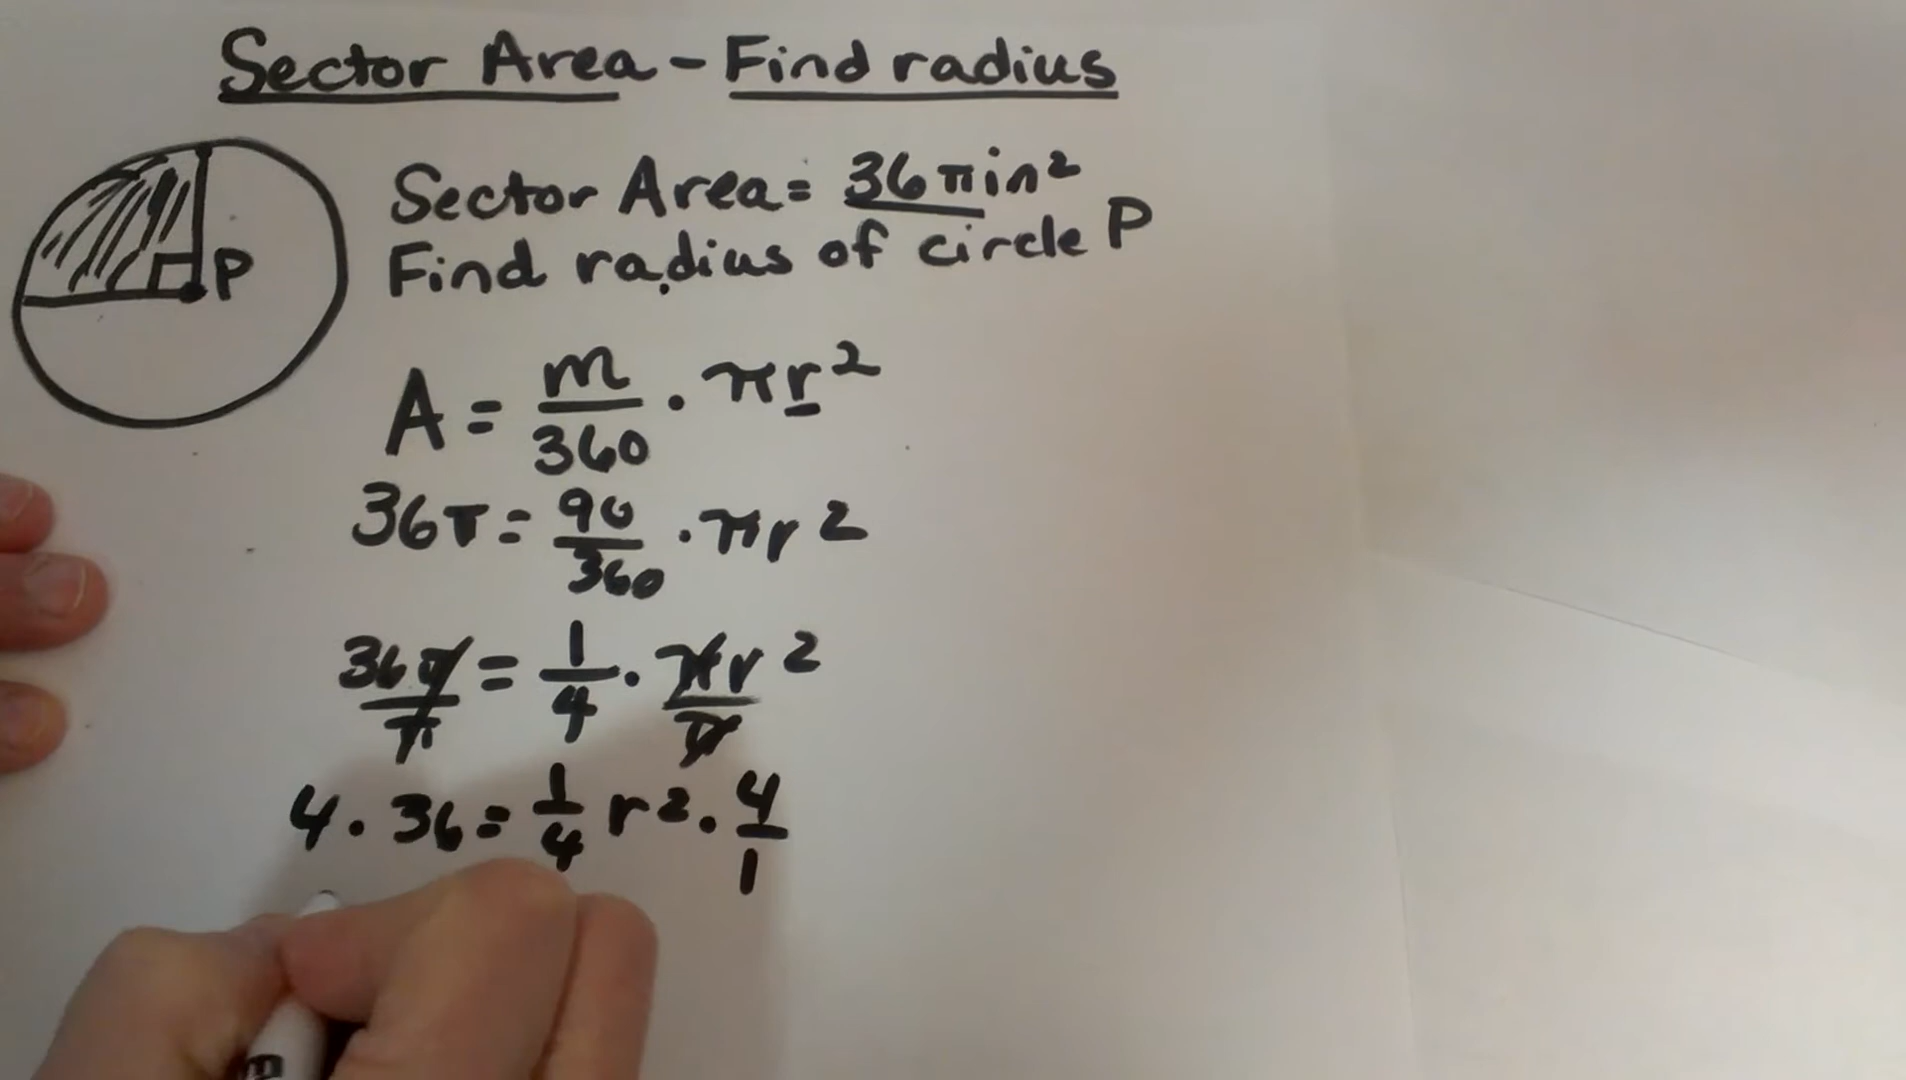 Sector Area - Find radius
P
Sector Area = 36π in²
Find radius of circle P
A = m/360 · πr²
36π = 90/360 · πr²
36π/π = 1/4 · πr²/π
4 · 36 = 1/4 r² · 4/1